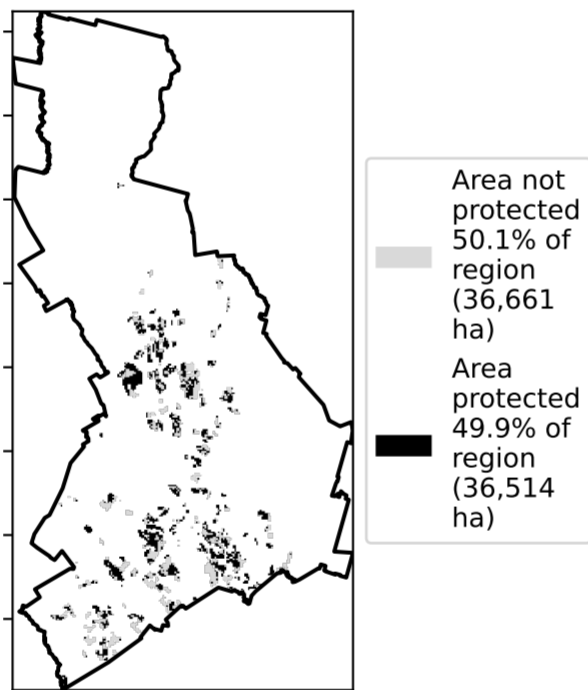 Area not
protected
50.1% of
region
(36,661
ha)
Area
protected
49.9% of
region
(36,514
ha)